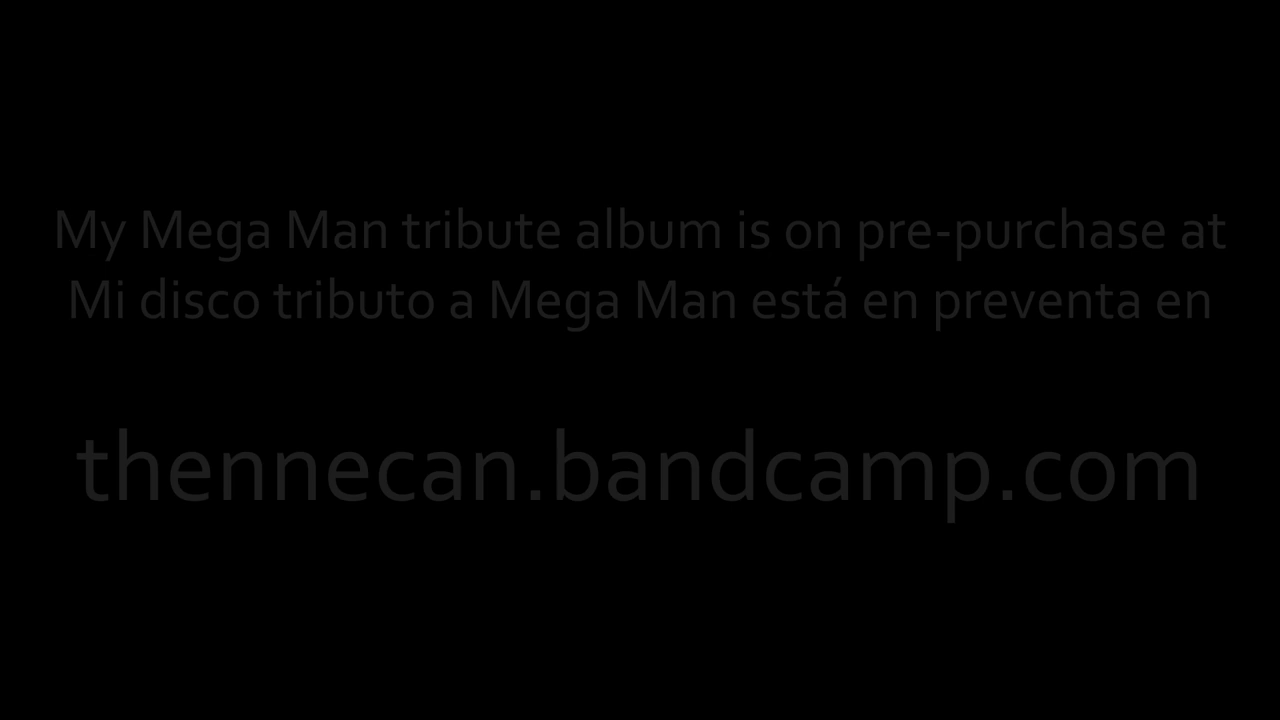 My Mega Man tribute album is on pre-purchase at
Mi disco tributo a Mega Man está en preventa en
thennecan.bandcamp.com